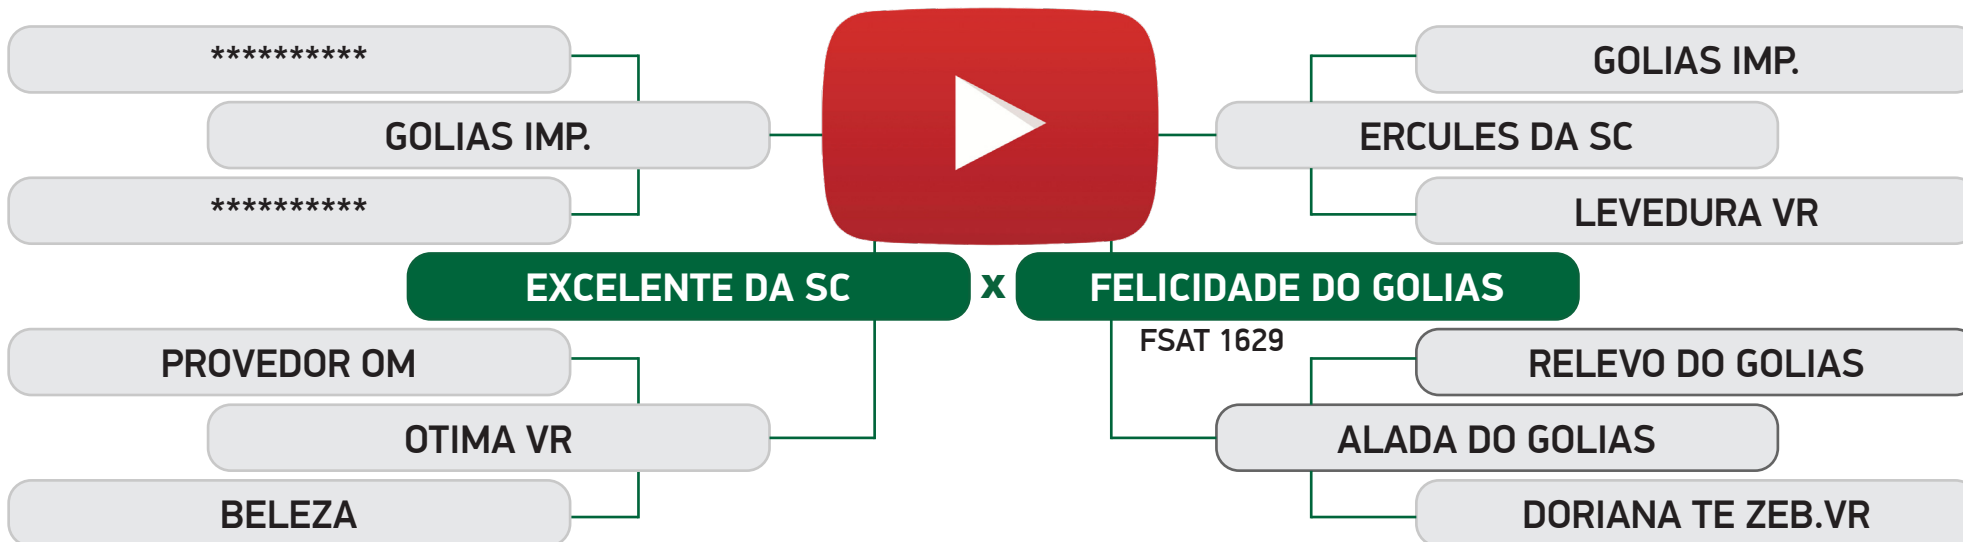 **********
GOLIAS IMP.
GOLIAS IMP.
ERCULES DA SC
**********
LEVEDURA VR
EXCELENTE DA SC
x
FELICIDADE DO GOLIAS
FSAT 1629
PROVEDOR OM
RELEVO DO GOLIAS
OTIMA VR
ALADA DO GOLIAS
BELEZA
DORIANA TE ZEB.VR